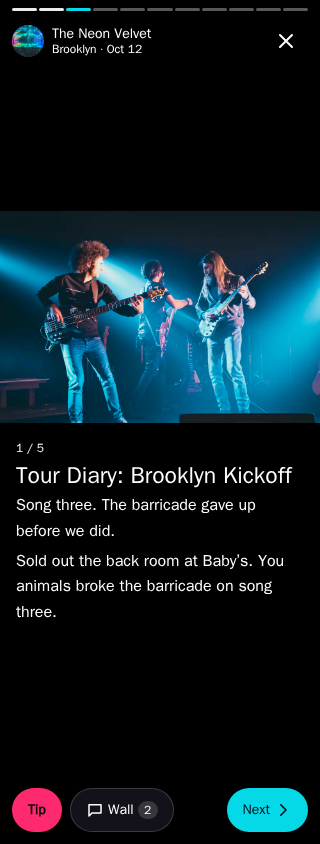 The Neon Velvet
Brooklyn · Oct 12
1 / 5
Tour Diary: Brooklyn Kickoff
Song three. The barricade gave up
before we did.
Sold out the back room at Baby's. You
animals broke the barricade on song
three.
Tip
Wall 2
Next